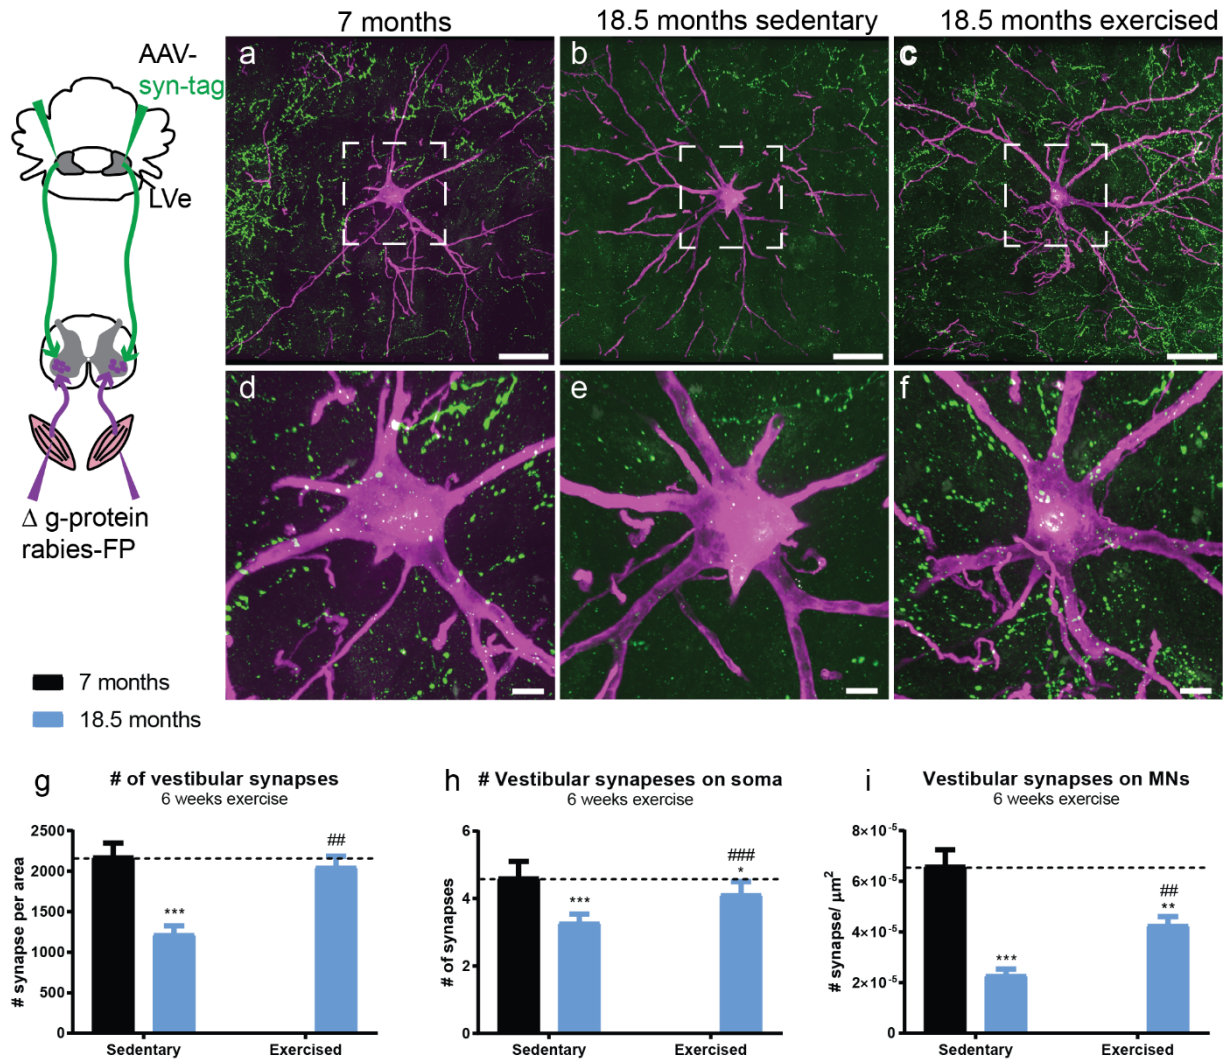 7 months
18.5 months sedentary
18.5 months exercised
AAV-
syn-tag
LVe
Δ g-protein
rabies-FP
a
b
c
d
e
f
7 months
18.5 months
g
# of vestibular synapses
6 weeks exercise
# synapse per area
2500
2000
1500
1000
500
0
***
##
Sedentary
Exercised
h
# Vestibular synapeses on soma
6 weeks exercise
# of synapses
6
4
2
0
***
###
*
Sedentary
Exercised
i
Vestibular synapses on MNs
6 weeks exercise
# synapse/ µm²
8×10⁻⁵
6×10⁻⁵
4×10⁻⁵
2×10⁻⁵
0
***
##
**
Sedentary
Exercised